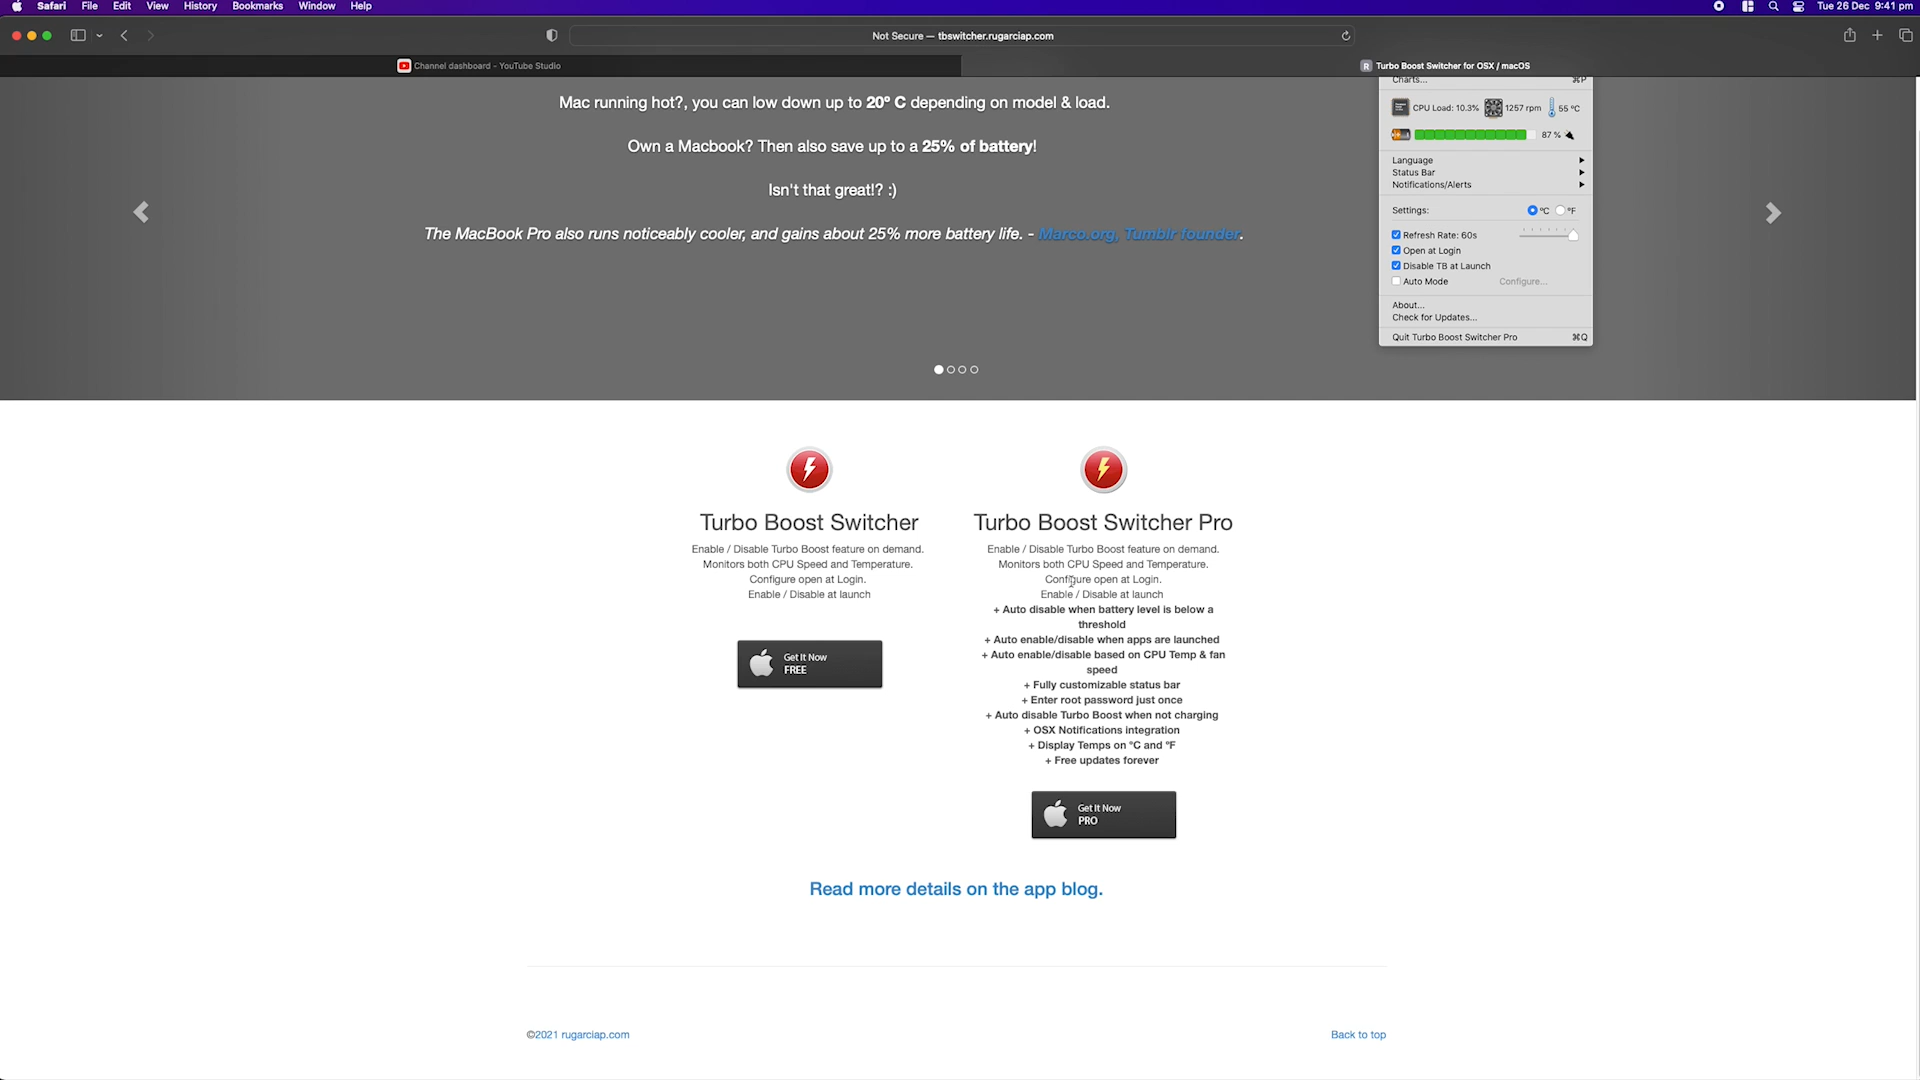 Safari File Edit View History Bookmarks Window Help Tue 26 Dec 9:41 pm
Not Secure — tbswitcher.rugarciap.com
Channel dashboard - YouTube Studio
R Turbo Boost Switcher for OSX / macOS
Mac running hot?, you can low down up to 20º C depending on model & load.
Own a Macbook? Then also save up to a 25% of battery!
Isn't that great!? :)
The MacBook Pro also runs noticeably cooler, and gains about 25% more battery life. - Marco.org, Tumblr founder.
Charts... ⌘P
CPU Load: 10.3% 1257 rpm 55 ºC
87 %
Language
Status Bar
Notifications/Alerts
Settings: ºC ºF
Refresh Rate: 60s
Open at Login
Disable TB at Launch
Auto Mode Configure...
About...
Check for Updates...
Quit Turbo Boost Switcher Pro ⌘Q
Turbo Boost Switcher
Enable / Disable Turbo Boost feature on demand.
Monitors both CPU Speed and Temperature.
Configure open at Login.
Enable / Disable at launch
Get It Now
FREE
Turbo Boost Switcher Pro
Enable / Disable Turbo Boost feature on demand.
Monitors both CPU Speed and Temperature.
Configure open at Login.
Enable / Disable at launch
+ Auto disable when battery level is below a
threshold
+ Auto enable/disable when apps are launched
+ Auto enable/disable based on CPU Temp & fan
speed
+ Fully customizable status bar
+ Enter root password just once
+ Auto disable Turbo Boost when not charging
+ OSX Notifications integration
+ Display Temps on ºC and ºF
+ Free updates forever
Get It Now
PRO
Read more details on the app blog.
©2021 rugarciap.com
Back to top